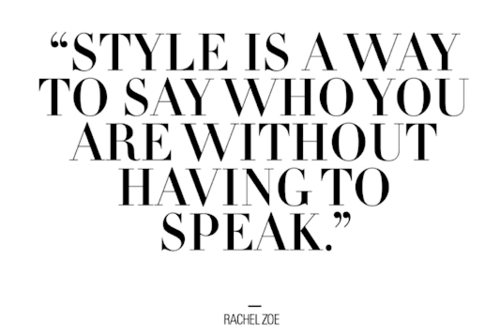 “STYLE IS A WAY
TO SAY WHO YOU
ARE WITHOUT
HAVING TO
SPEAK.”
—
RACHEL ZOE